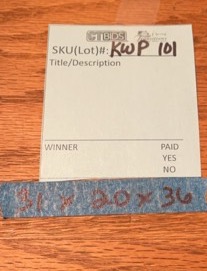 CTBIDS
SKU(Lot)#: KWP 101
Title/Description
WINNER
PAID
YES
NO
31 x 20 x 36